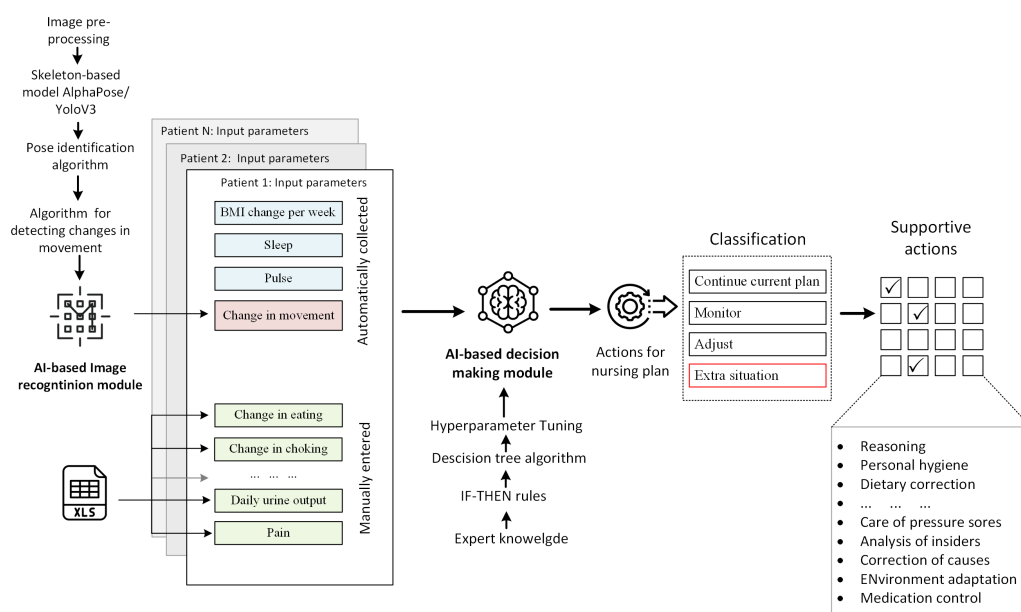 Image pre-
processing
Skeleton-based
model AlphaPose/
YoloV3
Pose identification
algorithm
Algorithm for
detecting changes in
movement
AI-based Image
recogntinion module
XLS
Patient N: Input parameters
Patient 2: Input parameters
Patient 1: Input parameters
BMI change per week
Sleep
Pulse
Change in movement
Automatically collected
Change in eating
Change in choking
... ... ...
Daily urine output
Pain
Manually entered
AI-based decision
making module
Hyperparameter Tuning
Descision tree algorithm
IF-THEN rules
Expert knowelgde
Actions for
nursing plan
Classification
Continue current plan
Monitor
Adjust
Extra situation
Supportive
actions
• Reasoning
• Personal hygiene
• Dietary correction
• ... ... ...
• Care of pressure sores
• Analysis of insiders
• Correction of causes
• ENvironment adaptation
• Medication control